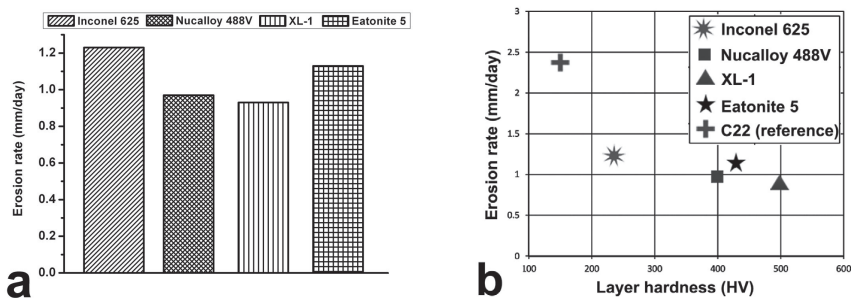 Inconel 625 Nucalloy 488V XL-1 Eatonite 5
1.2
1.0
0.8
0.6
0.4
0.2
0.0
Erosion rate (mm/day)
a
3
2.5
2
1.5
1
0.5
0
Erosion rate (mm/day)
Inconel 625
Nucalloy 488V
XL-1
Eatonite 5
C22 (reference)
100 200 300 400 500 600
Layer hardness (HV)
b